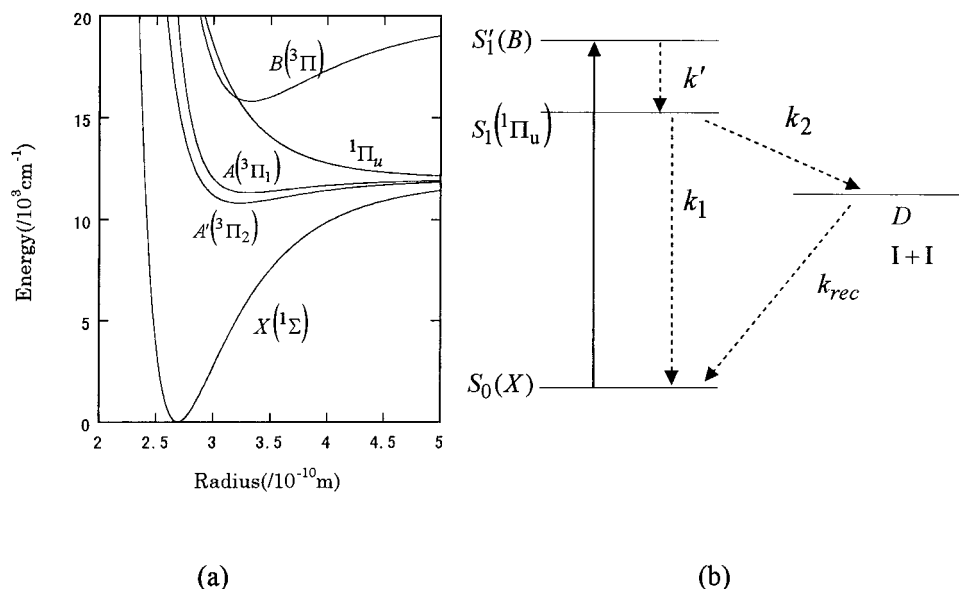 20
15
10
5
0
2
2.5
3
3.5
4
4.5
5
Energy(/10³cm⁻¹)
Radius(/10⁻¹⁰m)
B(³Π)
¹Πᵤ
A(³Π₁)
A′(³Π₂)
X(¹Σ)
(a)
S′₁(B)
k′
S₁(¹Πᵤ)
k₂
k₁
D
I + I
k_rec
S₀(X)
(b)